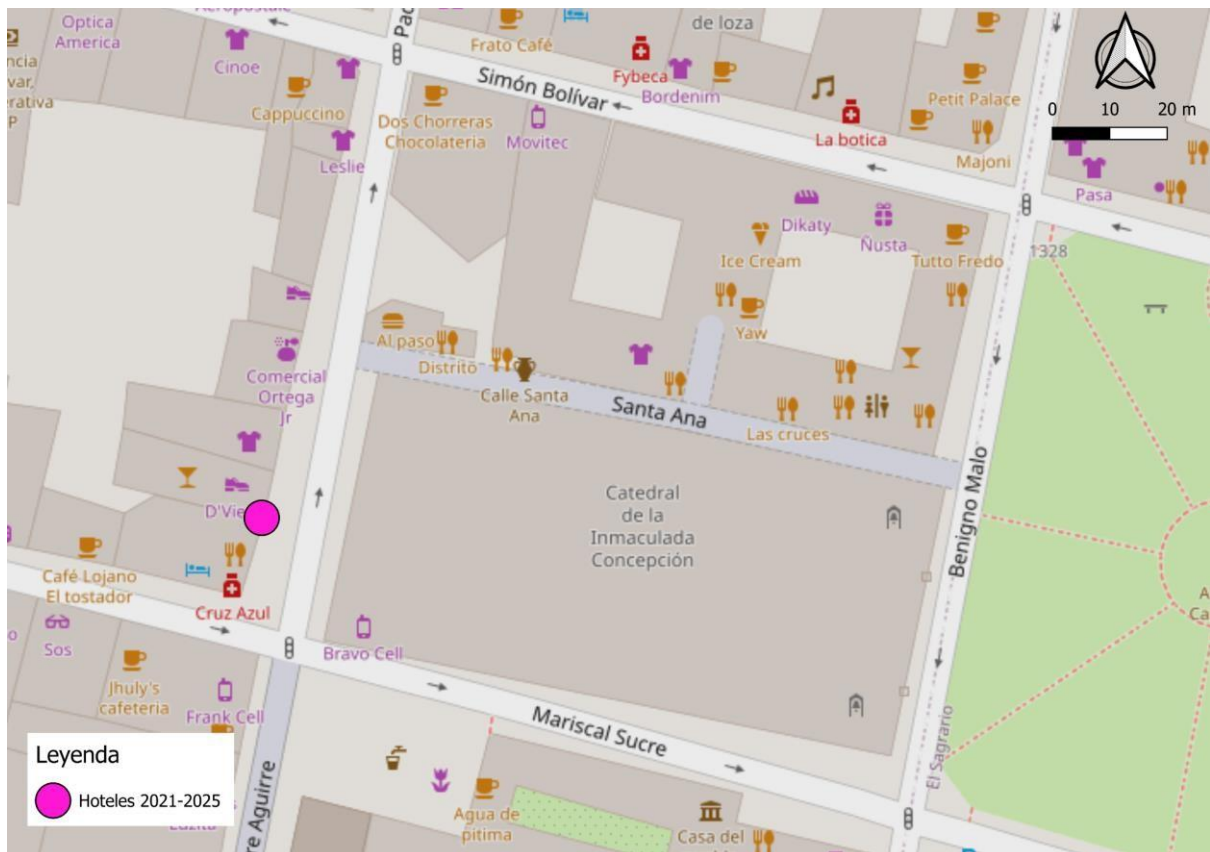 Optica
America
Cinoe
Cappuccino
Leslie
Frato Café
de loza
Fybeca
Bordenim
Simón Bolívar
Dos Chorreras
Chocolateria
Movitec
La botica
Petit Palace
Majoni
0 10 20 m
Pasa
Dikaty
Ñusta
Ice Cream
Tutto Fredo
1328
Yaw
Al paso
Distrito
Calle Santa
Ana
Santa Ana
Las cruces
Comercial
Ortega
Jr
Catedral
de la
Inmaculada
Concepción
Benigno Malo
Café Lojano
El tostador
Cruz Azul
Sos
Jhuly's
cafeteria
Frank Cell
Bravo Cell
Mariscal Sucre
El Sagrario
Agua de
pitima
Casa del
Leyenda
Hoteles 2021-2025